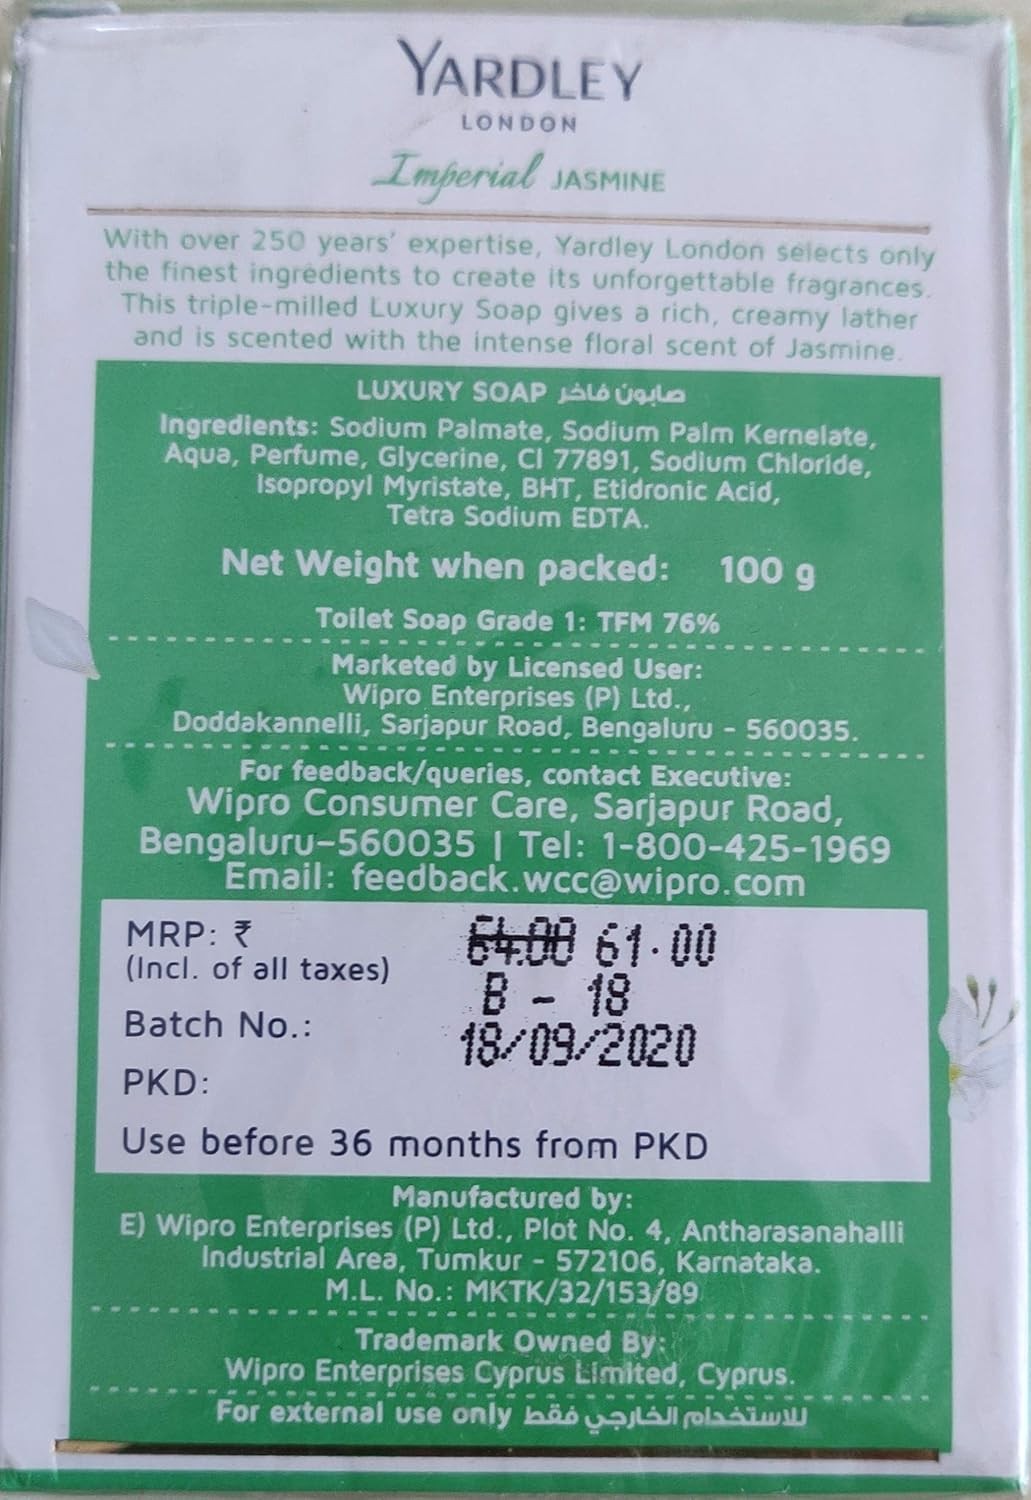 YARDLEY
LONDON
Imperial JASMINE
With over 250 years' expertise, Yardley London selects only
the finest ingredients to create its unforgettable fragrances.
This triple-milled Luxury Soap gives a rich, creamy lather
and is scented with the intense floral scent of Jasmine.
LUXURY SOAP صابون فاخر
Ingredients: Sodium Palmate, Sodium Palm Kernelate,
Aqua, Perfume, Glycerine, CI 77891, Sodium Chloride,
Isopropyl Myristate, BHT, Etidronic Acid,
Tetra Sodium EDTA.
Net Weight when packed: 100 g
Toilet Soap Grade 1: TFM 76%
Marketed by Licensed User:
Wipro Enterprises (P) Ltd.,
Doddakannelli, Sarjapur Road, Bengaluru - 560035.
For feedback/queries, contact Executive:
Wipro Consumer Care, Sarjapur Road,
Bengaluru-560035 | Tel: 1-800-425-1969
Email: feedback.wcc@wipro.com
MRP: ₹ 64.00 61.00
(Incl. of all taxes)
Batch No.: B - 18
PKD: 18/09/2020
Use before 36 months from PKD
Manufactured by:
E) Wipro Enterprises (P) Ltd., Plot No. 4, Antharasanahalli
Industrial Area, Tumkur - 572106, Karnataka.
M.L. No.: MKTK/32/153/89
Trademark Owned By:
Wipro Enterprises Cyprus Limited, Cyprus.
For external use only للاستخدام الخارجي فقط